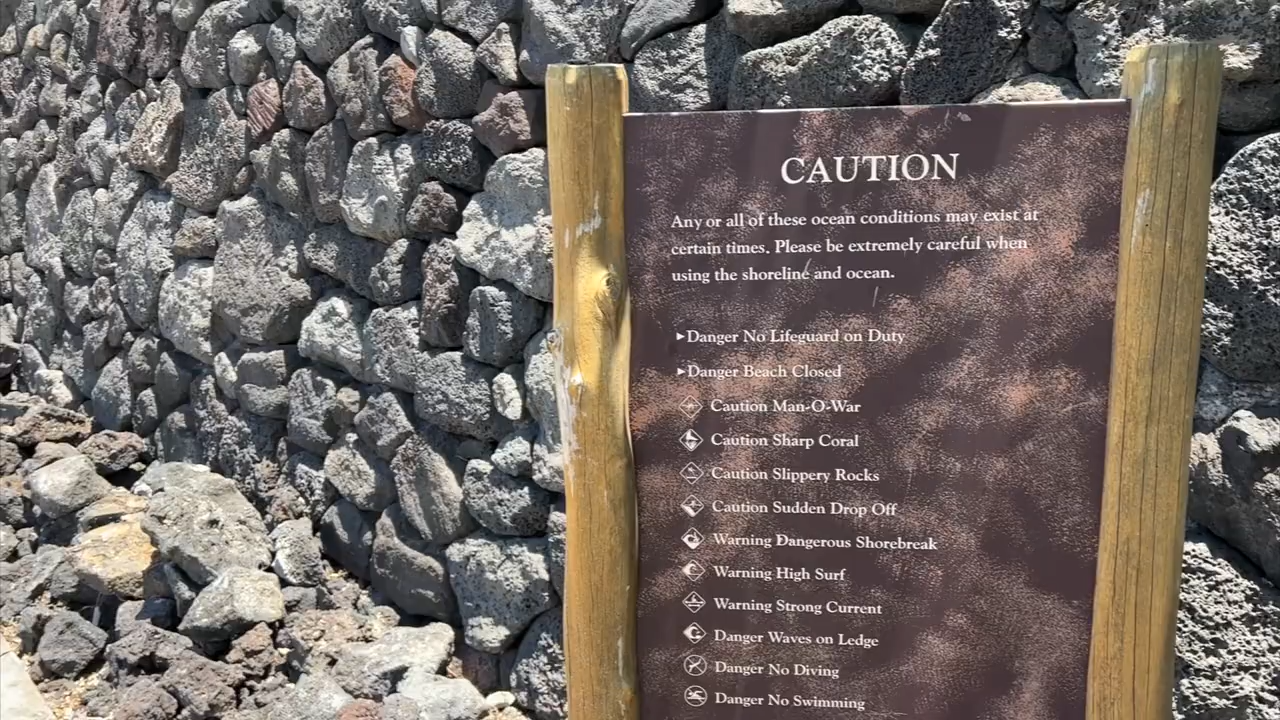 CAUTION
Any or all of these ocean conditions may exist at
certain times. Please be extremely careful when
using the shoreline and ocean.
▸Danger No Lifeguard on Duty
▸Danger Beach Closed
Caution Man-O-War
Caution Sharp Coral
Caution Slippery Rocks
Caution Sudden Drop Off
Warning Dangerous Shorebreak
Warning High Surf
Warning Strong Current
Danger Waves on Ledge
Danger No Diving
Danger No Swimming